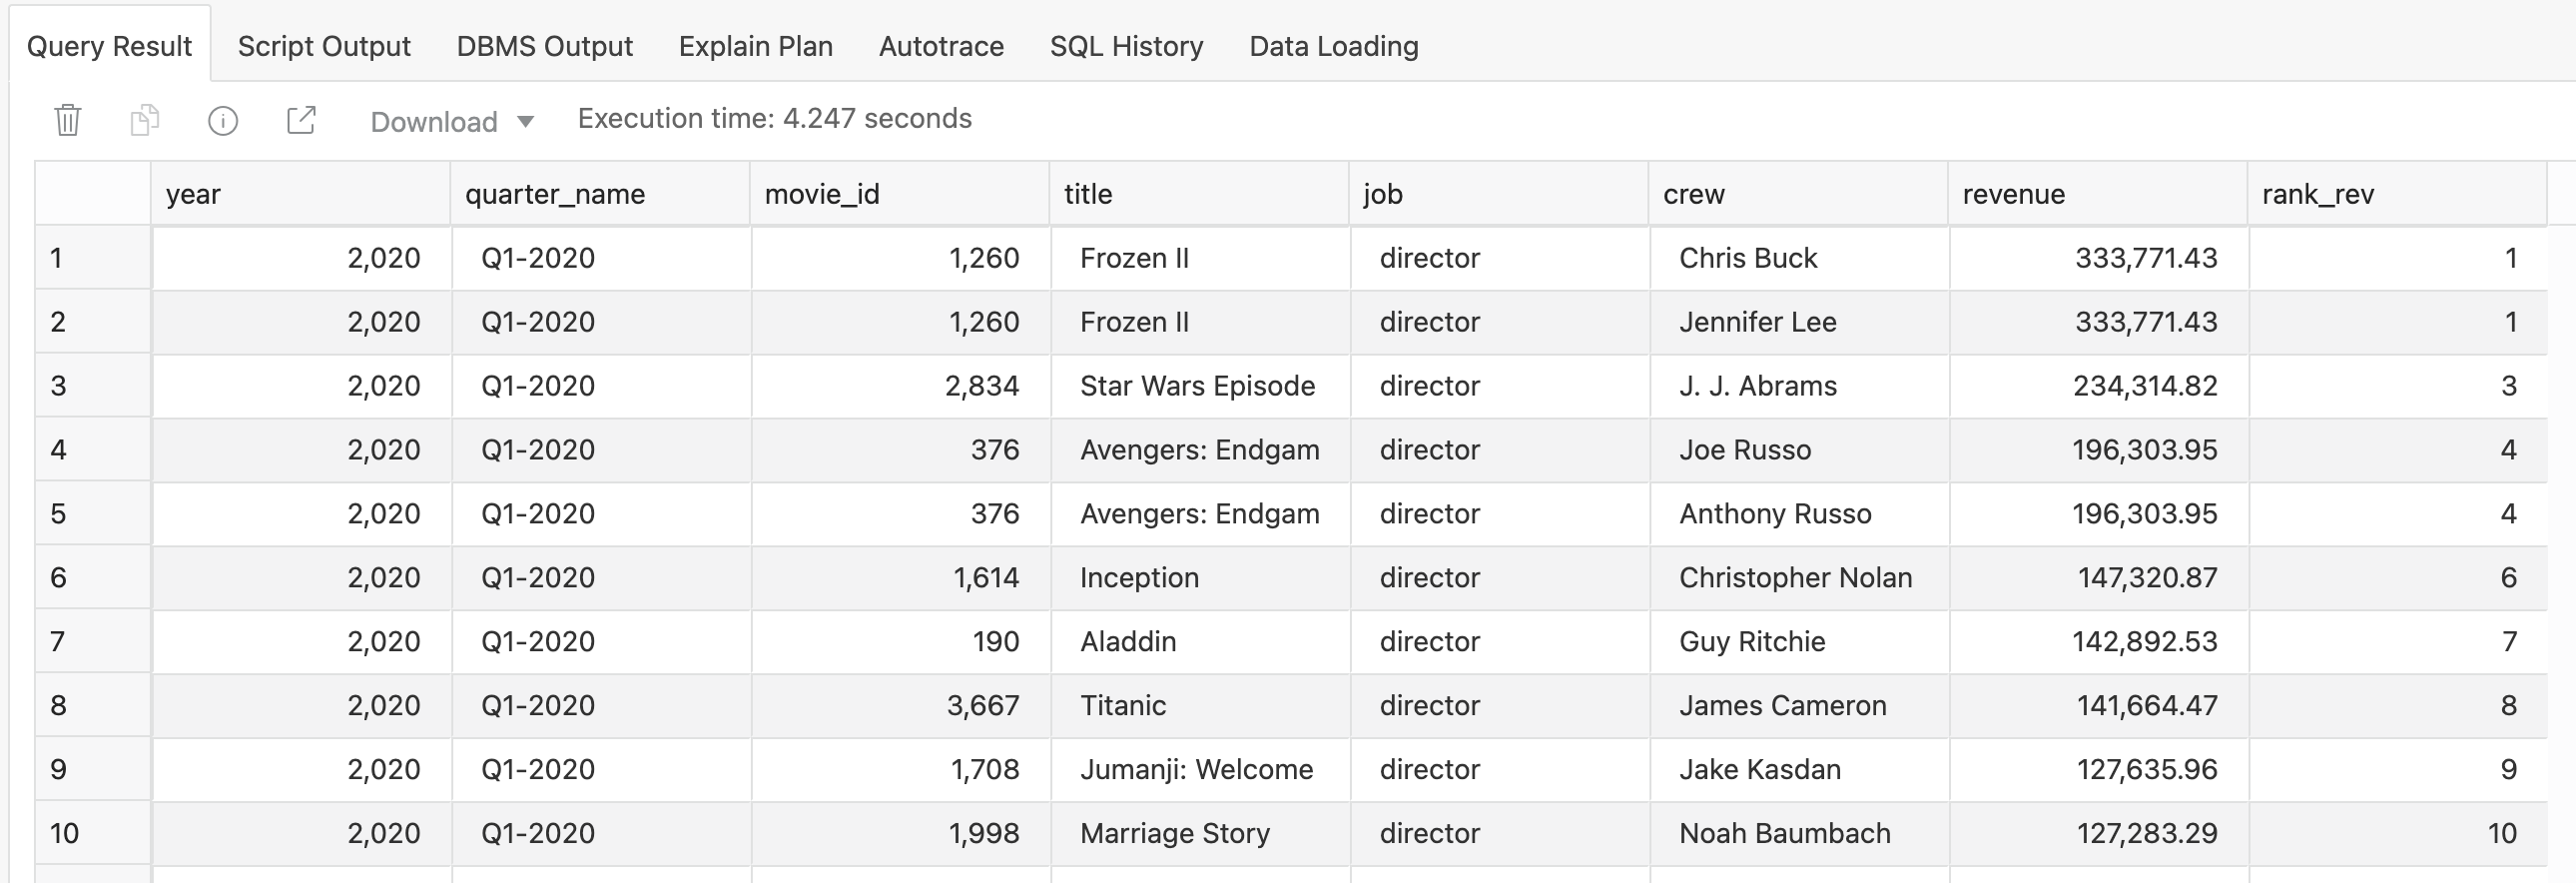 Query Result Script Output DBMS Output Explain Plan Autotrace SQL History Data Loading
Download Execution time: 4.247 seconds
year quarter_name movie_id title job crew revenue rank_rev
1 2,020 Q1-2020 1,260 Frozen II director Chris Buck 333,771.43 1
2 2,020 Q1-2020 1,260 Frozen II director Jennifer Lee 333,771.43 1
3 2,020 Q1-2020 2,834 Star Wars Episode director J. J. Abrams 234,314.82 3
4 2,020 Q1-2020 376 Avengers: Endgam director Joe Russo 196,303.95 4
5 2,020 Q1-2020 376 Avengers: Endgam director Anthony Russo 196,303.95 4
6 2,020 Q1-2020 1,614 Inception director Christopher Nolan 147,320.87 6
7 2,020 Q1-2020 190 Aladdin director Guy Ritchie 142,892.53 7
8 2,020 Q1-2020 3,667 Titanic director James Cameron 141,664.47 8
9 2,020 Q1-2020 1,708 Jumanji: Welcome director Jake Kasdan 127,635.96 9
10 2,020 Q1-2020 1,998 Marriage Story director Noah Baumbach 127,283.29 10